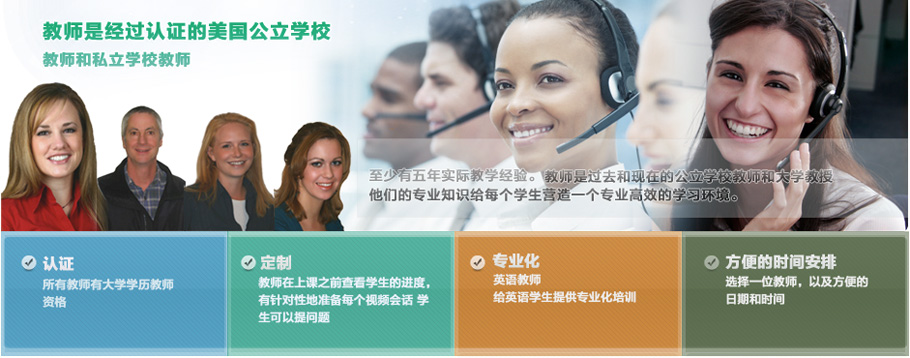 教师是经过认证的美国公立学校
教师和私立学校教师
至少有五年实际教学经验。教师是过去和现在的公立学校教师和大学教授
他们的专业知识给每个学生营造一个专业高效的学习环境。
认证
所有教师有大学学历教师
资格
定制
教师在上课之前查看学生的进度，
有针对性地准备每个视频会话 学
生可以提问题
专业化
英语教师
给英语学生提供专业化培训
方便的时间安排
选择一位教师，以及方便的
日期和时间